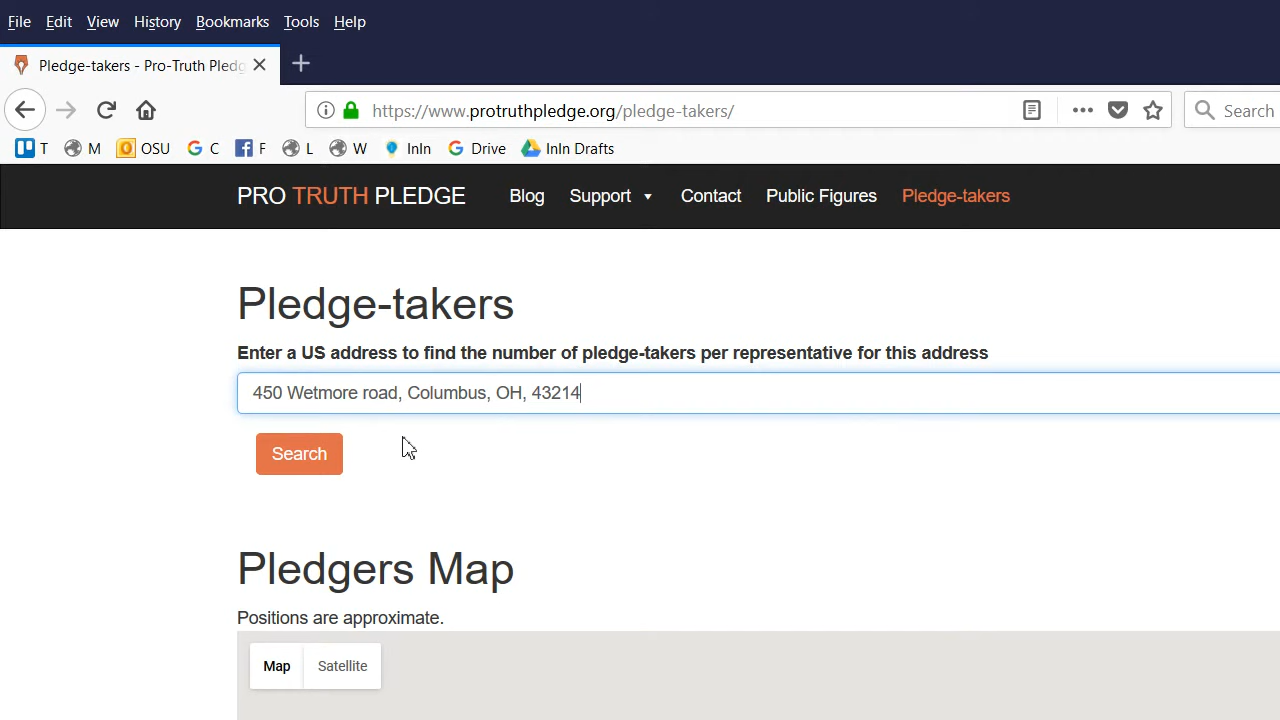 File Edit View History Bookmarks Tools Help
Pledge-takers - Pro-Truth Pledg
https://www.protruthpledge.org/pledge-takers/
Search
T M OSU C F L W InIn Drive InIn Drafts
PRO TRUTH PLEDGE Blog Support Contact Public Figures Pledge-takers
Pledge-takers
Enter a US address to find the number of pledge-takers per representative for this address
450 Wetmore road, Columbus, OH, 43214
Search
Pledgers Map
Positions are approximate.
Map Satellite